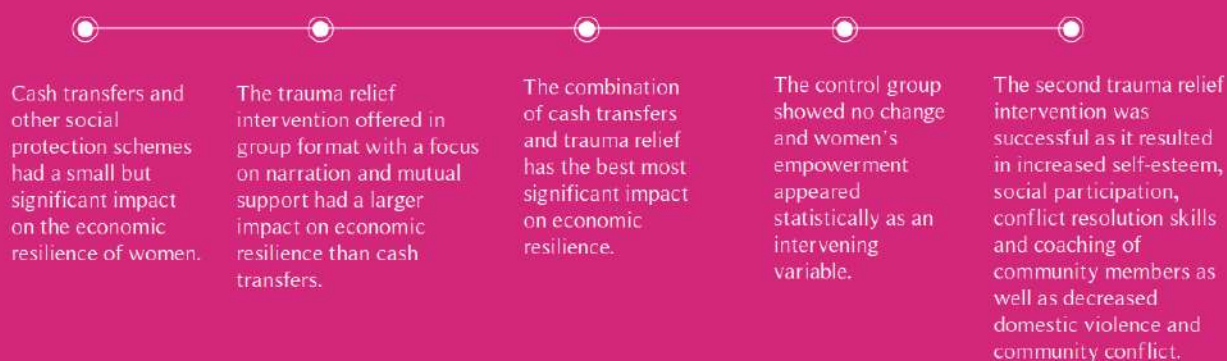 Cash transfers and
other social
protection schemes
had a small but
significant impact
on the economic
resilience of women.
The trauma relief
intervention offered in
group format with a focus
on narration and mutual
support had a larger
impact on economic
resilience than cash
transfers.
The combination
of cash transfers
and trauma relief
has the best most
significant impact
on economic
resilience.
The control group
showed no change
and women's
empowerment
appeared
statistically as an
intervening
variable.
The second trauma relief
intervention was
successful as it resulted
in increased self-esteem,
social participation,
conflict resolution skills
and coaching of
community members as
well as decreased
domestic violence and
community conflict.